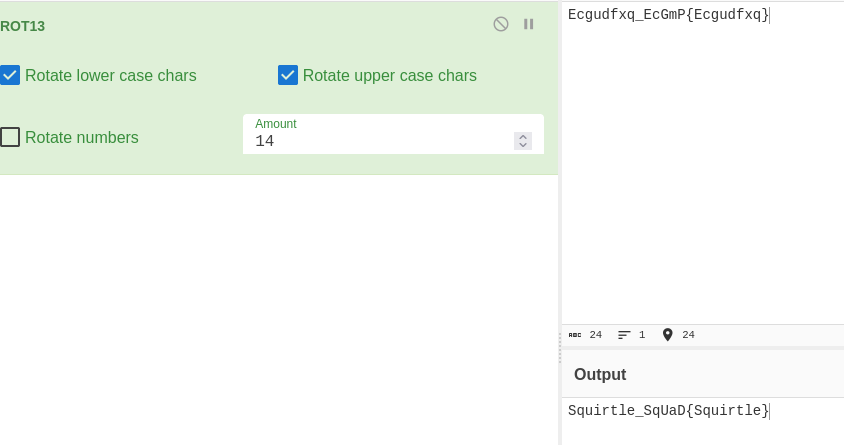 ROT13
Rotate lower case chars
Rotate upper case chars
Rotate numbers
Amount
14
Ecgudfxq_EcGmP{Ecgudfxq}
ABC 24 1 24
Output
Squirtle_SqUaD{Squirtle}